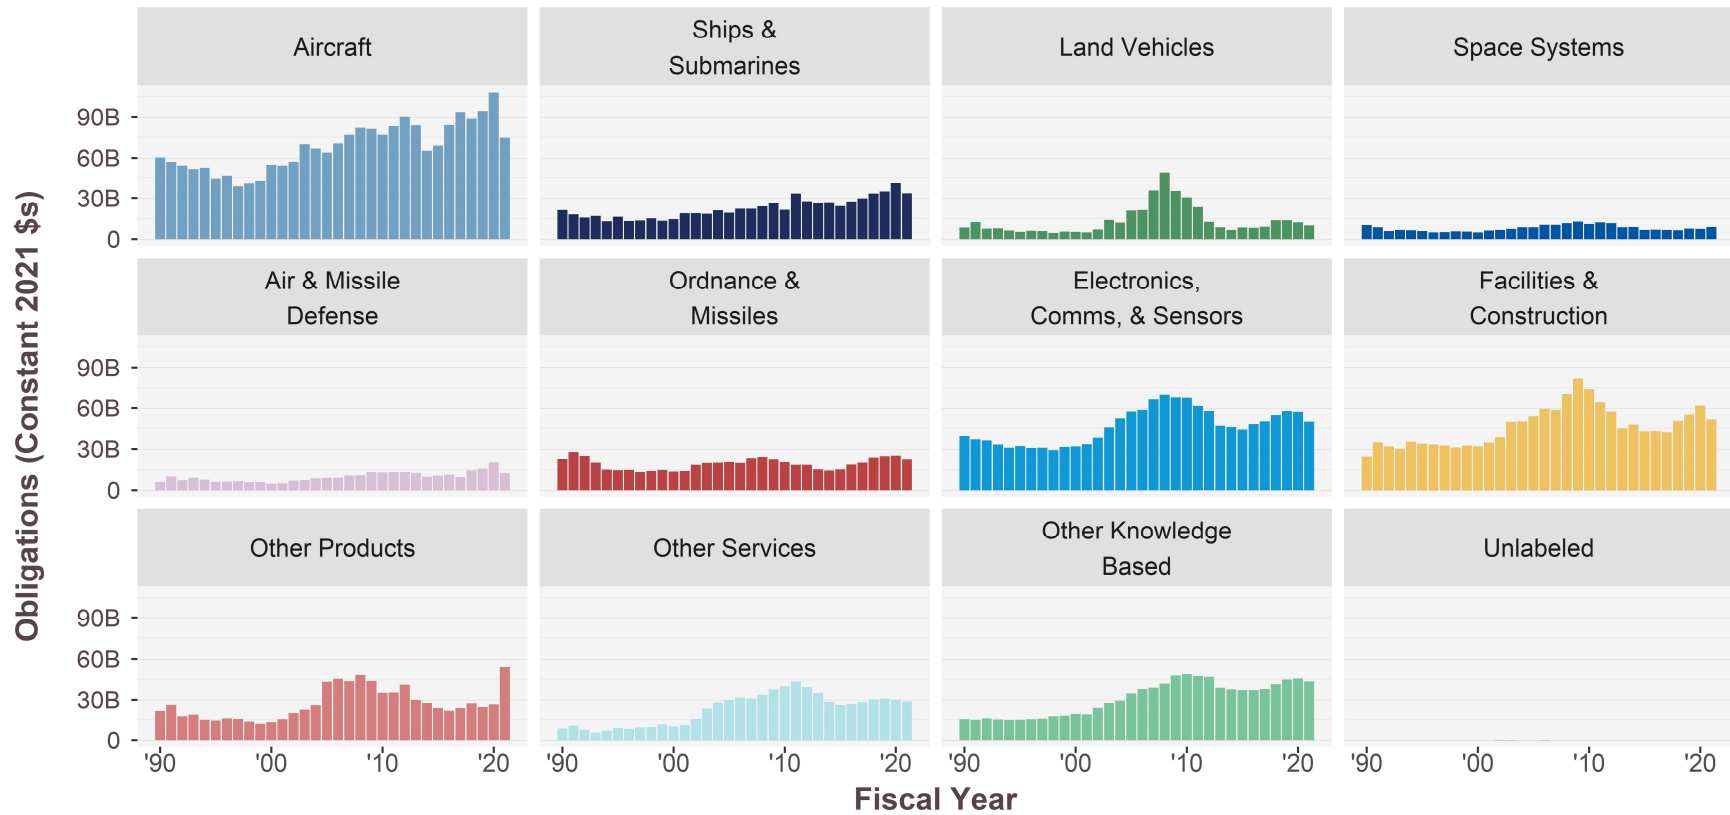 Aircraft
Ships &
Submarines
Land Vehicles
Space Systems
90B
60B
30B
0
Air & Missile
Defense
Ordnance &
Missiles
Electronics,
Comms, & Sensors
Facilities &
Construction
90B
60B
30B
0
Other Products
Other Services
Other Knowledge
Based
Unlabeled
90B
60B
30B
0
'90 '00 '10 '20 '90 '00 '10 '20 '90 '00 '10 '20 '90 '00 '10 '20
Fiscal Year
Obligations (Constant 2021 $s)